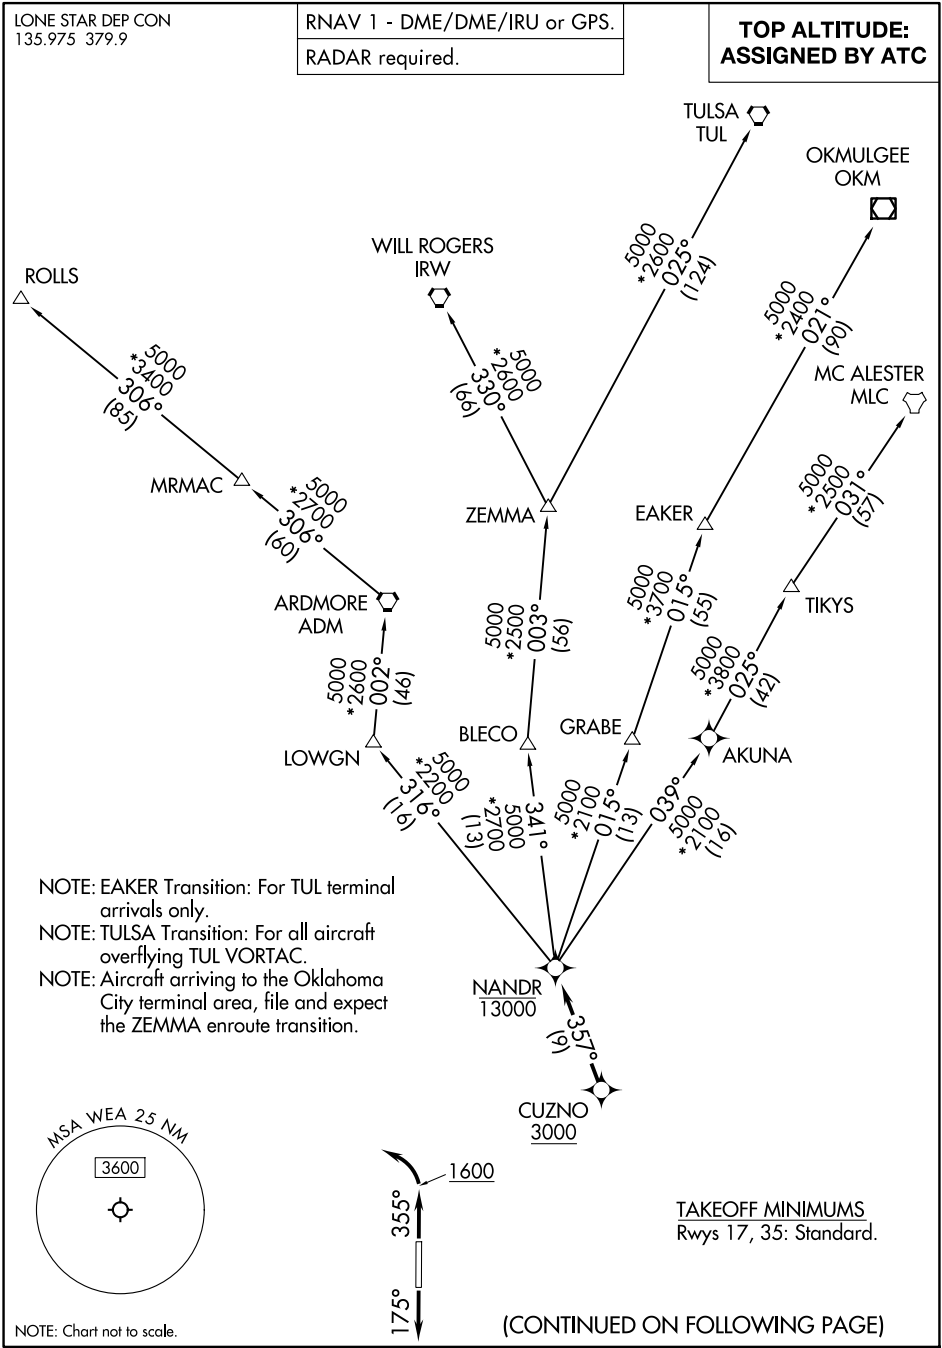 LONE STAR DEP CON
135.975 379.9
RNAV 1 - DME/DME/IRU or GPS.
RADAR required.
TOP ALTITUDE:
ASSIGNED BY ATC
TULSA
TUL
OKMULGEE
OKM
WILL ROGERS
IRW
ROLLS
5000
*2600
025°
(124)
5000
*2400
021°
(90)
5000
*3400
306°
(85)
5000
*2600
330°
(66)
MC ALESTER
MLC
MRMAC
5000
*2700
306°
(60)
ZEMMA
EAKER
5000
*2500
031°
(57)
ARDMORE
ADM
TIKYS
5000
*2500
003°
(56)
5000
*3700
015°
(55)
5000
*3800
025°
(42)
5000
*2600
002°
(46)
LOWGN
BLECO
GRABE
AKUNA
5000
*2200
316°
(16)
341°
5000
*2700
(13)
5000
*2100
015°
(13)
039°
5000
*2100
(16)
NOTE: EAKER Transition: For TUL terminal
arrivals only.
NOTE: TULSA Transition: For all aircraft
overflying TUL VORTAC.
NOTE: Aircraft arriving to the Oklahoma
City terminal area, file and expect
the ZEMMA enroute transition.
NANDR
13000
357°
(9)
CUZNO
3000
MSA WEA 25 NM
3600
1600
355°
175°
TAKEOFF MINIMUMS
Rwys 17, 35: Standard.
NOTE: Chart not to scale.
(CONTINUED ON FOLLOWING PAGE)